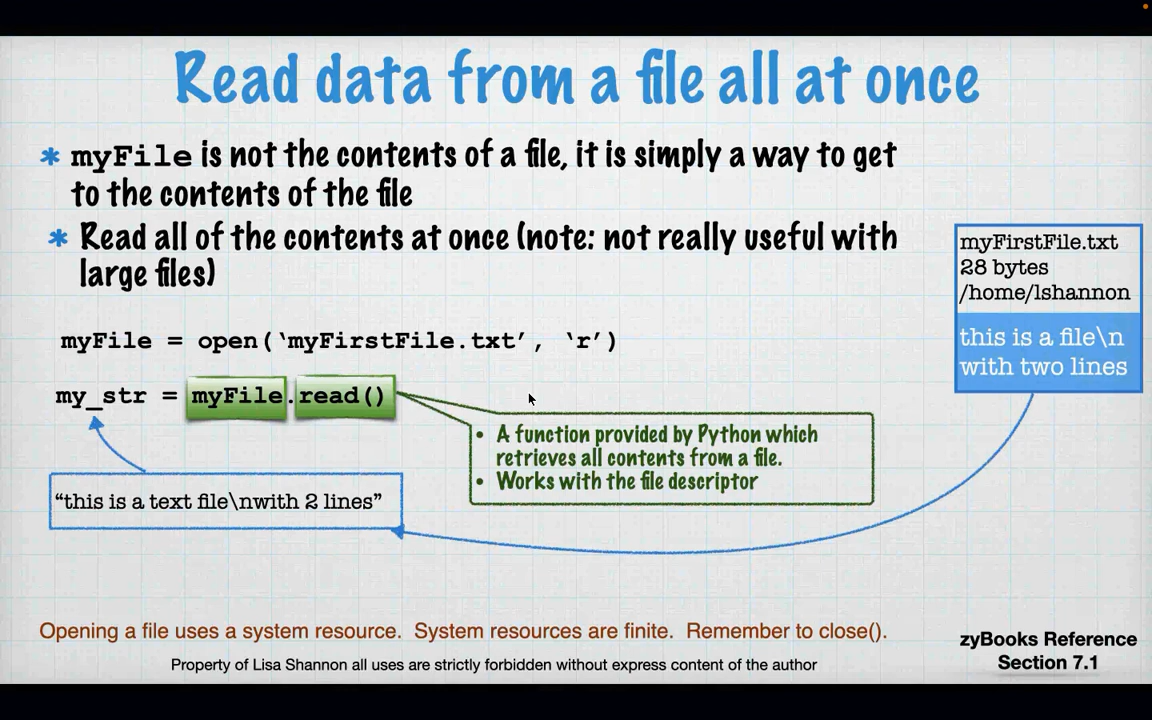 Read data from a file all at once
* myFile is not the contents of a file, it is simply a way to get
to the contents of the file
* Read all of the contents at once (note: not really useful with
large files)
myFirstFile.txt
28 bytes
/home/lshannon
this is a file\n
with two lines
myFile = open(‘myFirstFile.txt’, ‘r’)
my_str = myFile.read()
• A function provided by Python which
retrieves all contents from a file.
• Works with the file descriptor
“this is a text file\nwith 2 lines”
Opening a file uses a system resource. System resources are finite. Remember to close().
zyBooks Reference
Section 7.1
Property of Lisa Shannon all uses are strictly forbidden without express content of the author